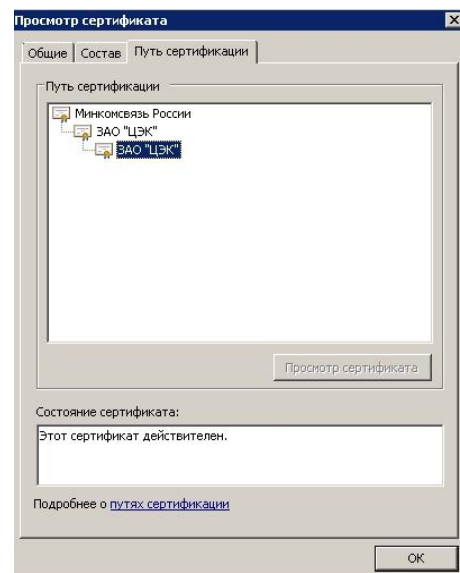 Просмотр сертификата
Общие Состав Путь сертификации
Путь сертификации
Минкомсвязь России
ЗАО "ЦЭК"
ЗАО "ЦЭК"
Просмотр сертификата
Состояние сертификата:
Этот сертификат действителен.
Подробнее о путях сертификации
ОК